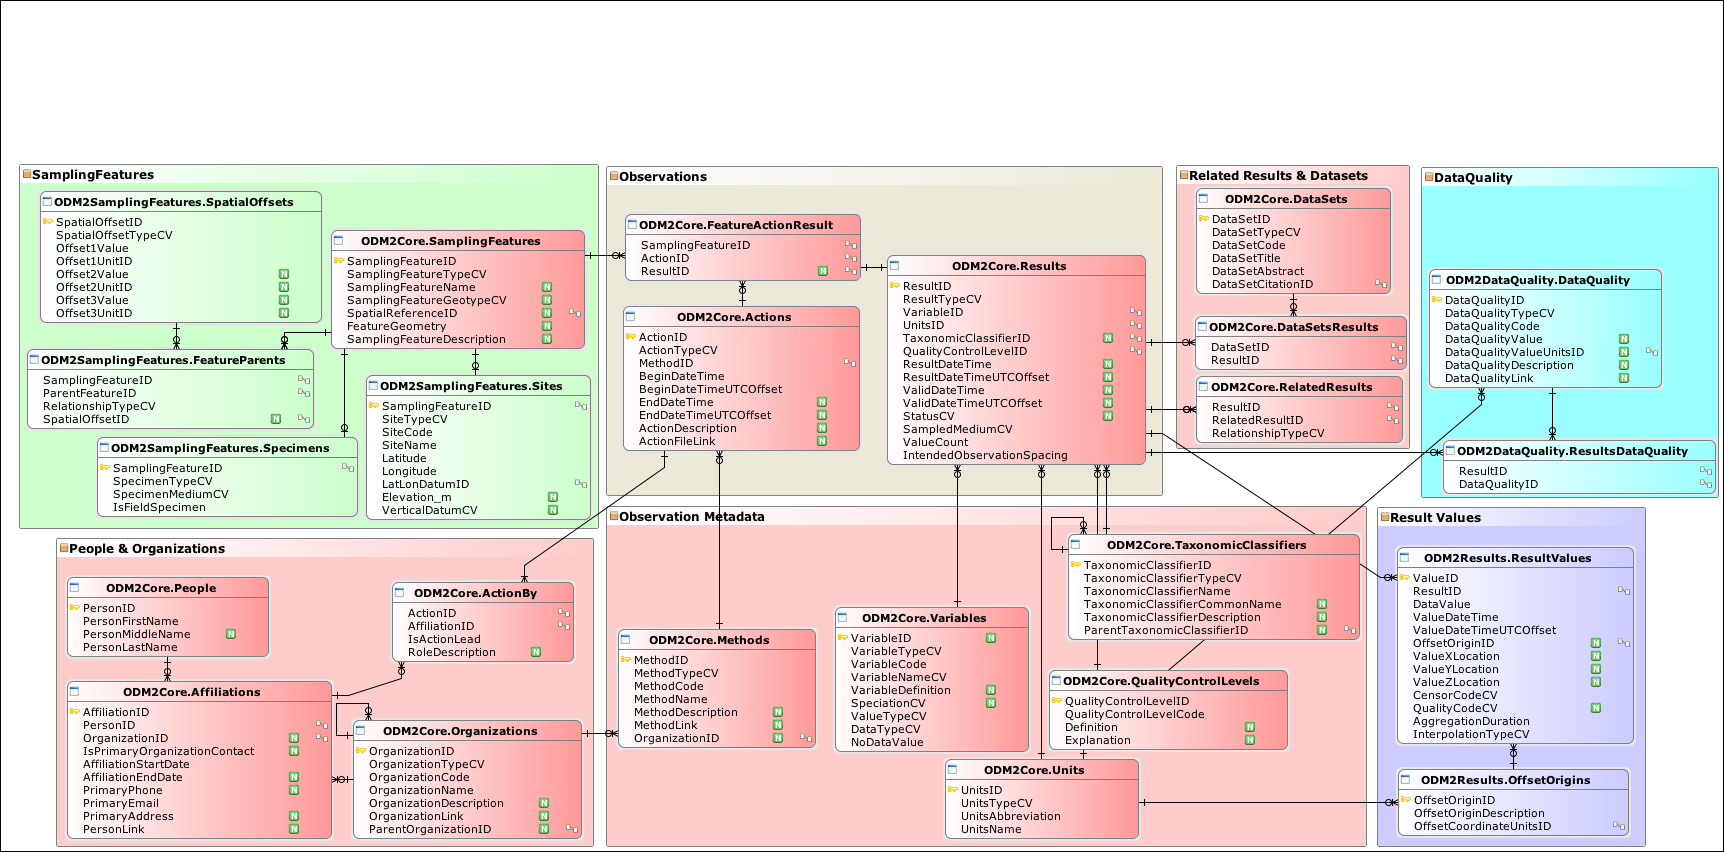 SamplingFeatures
ODM2SamplingFeatures.SpatialOffsets
SpatialOffsetID
SpatialOffsetTypeCV
Offset1Value
Offset1UnitID
Offset2Value N
Offset2UnitID N
Offset3Value N
Offset3UnitID N
ODM2Core.SamplingFeatures
SamplingFeatureID
SamplingFeatureTypeCV
SamplingFeatureName N
SamplingFeatureGeotypeCV N
SpatialReferenceID N
FeatureGeometry N
SamplingFeatureDescription N
ODM2SamplingFeatures.FeatureParents
SamplingFeatureID
ParentFeatureID
RelationshipTypeCV
SpatialOffsetID N
ODM2SamplingFeatures.Sites
SamplingFeatureID
SiteTypeCV
SiteCode
SiteName
Latitude
Longitude
LatLonDatumID
Elevation_m N
VerticalDatumCV N
ODM2SamplingFeatures.Specimens
SamplingFeatureID
SpecimenTypeCV
SpecimenMediumCV
IsFieldSpecimen
Observations
ODM2Core.FeatureActionResult
SamplingFeatureID
ActionID
ResultID N
ODM2Core.Actions
ActionID
ActionTypeCV
MethodID
BeginDateTime
BeginDateTimeUTCOffset
EndDateTime N
EndDateTimeUTCOffset N
ActionDescription N
ActionFileLink N
ODM2Core.Results
ResultID
ResultTypeCV
VariableID
UnitsID
TaxonomicClassifierID N
QualityControlLevelID
ResultDateTime N
ResultDateTimeUTCOffset N
ValidDateTime N
ValidDateTimeUTCOffset N
StatusCV N
SampledMediumCV
ValueCount
IntendedObservationSpacing
Related Results & Datasets
ODM2Core.DataSets
DataSetID
DataSetTypeCV
DataSetCode
DataSetTitle
DataSetAbstract
DataSetCitationID
ODM2Core.DataSetsResults
DataSetID
ResultID
ODM2Core.RelatedResults
ResultID
RelatedResultID
RelationshipTypeCV
DataQuality
ODM2DataQuality.DataQuality
DataQualityID
DataQualityTypeCV
DataQualityCode
DataQualityValue N
DataQualityValueUnitsID N
DataQualityDescription N
DataQualityLink N
ODM2DataQuality.ResultsDataQuality
ResultID
DataQualityID
People & Organizations
ODM2Core.People
PersonID
PersonFirstName
PersonMiddleName N
PersonLastName
ODM2Core.ActionBy
ActionID
AffiliationID
IsActionLead
RoleDescription N
ODM2Core.Affiliations
AffiliationID
PersonID
OrganizationID N
IsPrimaryOrganizationContact N
AffiliationStartDate
AffiliationEndDate N
PrimaryPhone N
PrimaryEmail
PrimaryAddress N
PersonLink N
ODM2Core.Organizations
OrganizationID
OrganizationTypeCV
OrganizationCode
OrganizationName
OrganizationDescription N
OrganizationLink N
ParentOrganizationID N
Observation Metadata
ODM2Core.Methods
MethodID
MethodTypeCV
MethodCode
MethodName
MethodDescription N
MethodLink N
OrganizationID N
ODM2Core.Variables
VariableID N
VariableTypeCV
VariableCode
VariableNameCV
VariableDefinition N
SpeciationCV N
ValueTypeCV
DataTypeCV
NoDataValue
ODM2Core.TaxonomicClassifiers
TaxonomicClassifierID
TaxonomicClassifierTypeCV
TaxonomicClassifierName
TaxonomicClassifierCommonName N
TaxonomicClassifierDescription N
ParentTaxonomicClassifierID N
ODM2Core.QualityControlLevels
QualityControlLevelID
QualityControlLevelCode
Definition N
Explanation N
ODM2Core.Units
UnitsID
UnitsTypeCV
UnitsAbbreviation
UnitsName
Result Values
ODM2Results.ResultValues
ValueID
ResultID
DataValue
ValueDateTime
ValueDateTimeUTCOffset
OffsetOriginID N
ValueXLocation N
ValueYLocation N
ValueZLocation N
CensorCodeCV
QualityCodeCV N
AggregationDuration
InterpolationTypeCV
ODM2Results.OffsetOrigins
OffsetOriginID
OffsetOriginDescription
OffsetCoordinateUnitsID